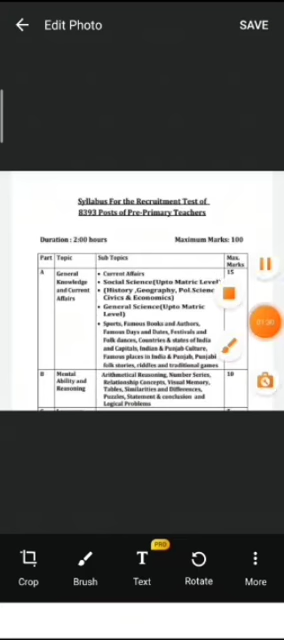 Edit Photo
SAVE
Syllabus For the Recruitment Test of
8393 Posts of Pre-Primary Teachers
Duration : 2:00 hours Maximum Marks: 100
Part Topic Sub Topics Max. Marks
A General Knowledge and Current Affairs
• Current Affairs
15
• Social Science(Upto Matric Level
• (History ,Geography, Pol.Science
Civics & Economics)
• General Science(Upto Matric
Level)
• Sports, Famous Books and Authors,
Famous Days and Dates, Festivals and
Folk dances, Countries & states of India
and Capitals, Indian & Punjab Culture,
Famous places in India & Punjab, Punjabi
folk stories, riddles and traditional games
B Mental Ability and Reasoning
Arithmetical Reasoning, Number Series,
10
Relationship Concepts, Visual Memory,
Tables, Similarities and Differences,
Puzzles, Statement & conclusion and
Logical Problems
PRO
Crop
Brush
Text
Rotate
More